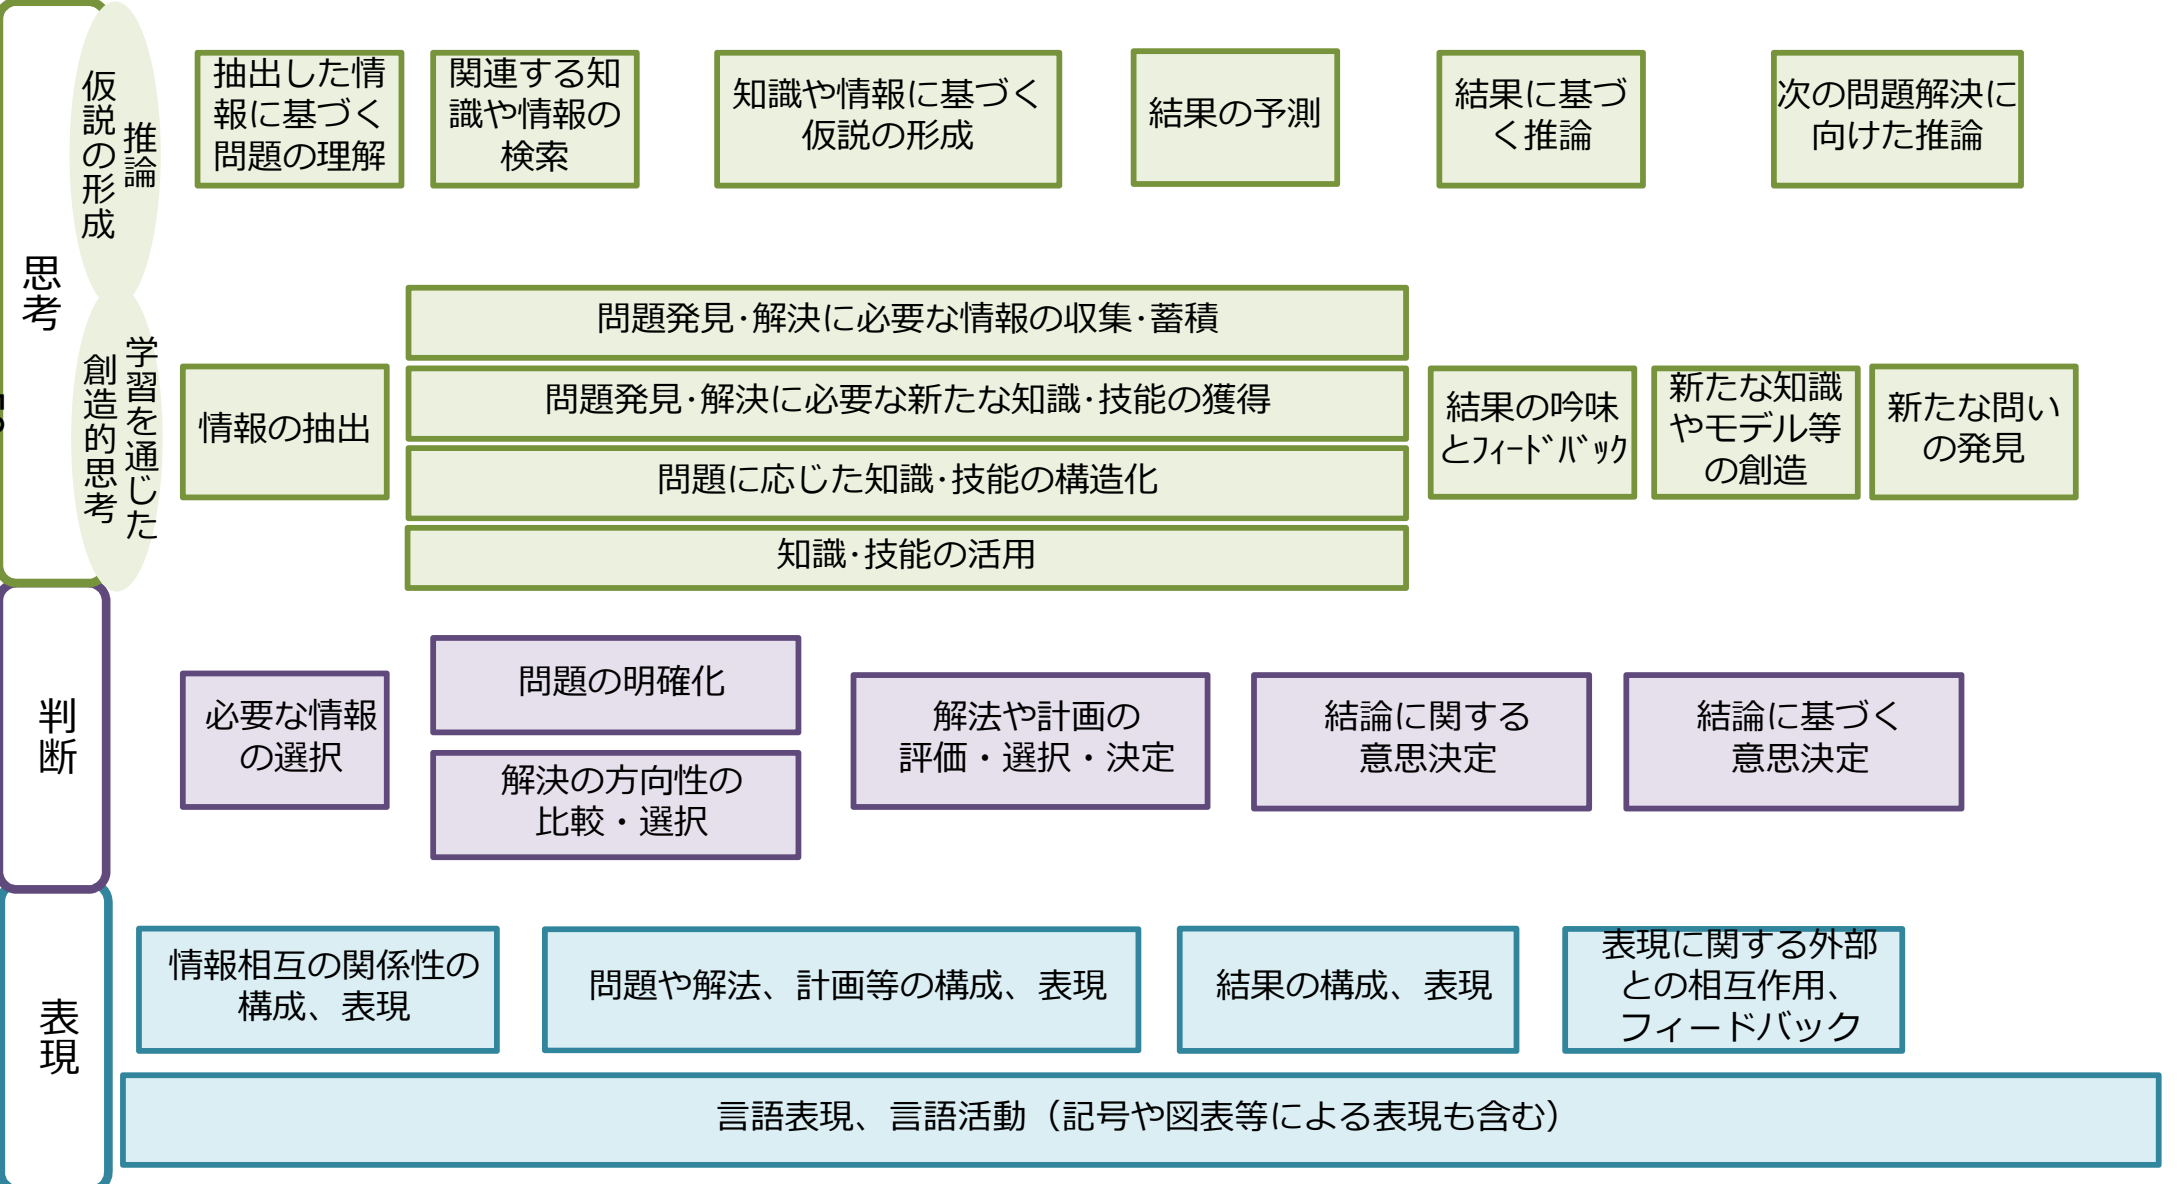 思考
仮説の形成
推論
抽出した情
報に基づく
問題の理解
関連する知
識や情報の
検索
知識や情報に基づく
仮説の形成
結果の予測
結果に基づ
く推論
次の問題解決に
向けた推論
学習を通じた
創造的思考
情報の抽出
問題発見･解決に必要な情報の収集･蓄積
問題発見･解決に必要な新たな知識･技能の獲得
問題に応じた知識･技能の構造化
知識･技能の活用
結果の吟味
とﾌｨｰﾄﾞﾊﾞｯｸ
新たな知識
やモデル等
の創造
新たな問い
の発見
判断
必要な情報
の選択
問題の明確化
解決の方向性の
比較・選択
解法や計画の
評価・選択・決定
結論に関する
意思決定
結論に基づく
意思決定
表現
情報相互の関係性の
構成、表現
問題や解法、計画等の構成、表現
結果の構成、表現
表現に関する外部
との相互作用、
フィードバック
言語表現、言語活動（記号や図表等による表現も含む）